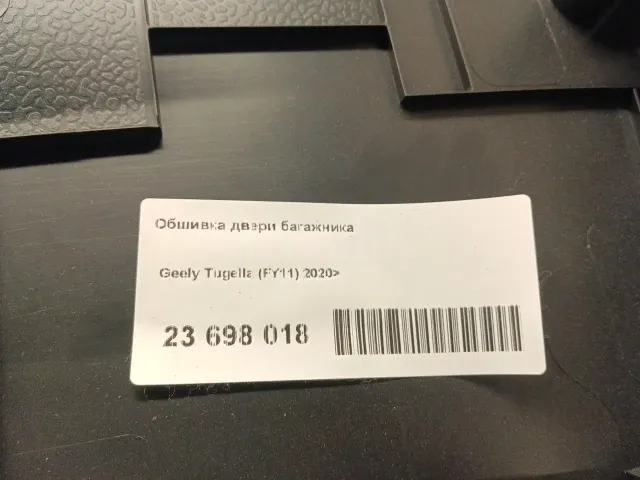 Обшивка двери багажника
Geely Tugella (FY11) 2020>
23 698 018